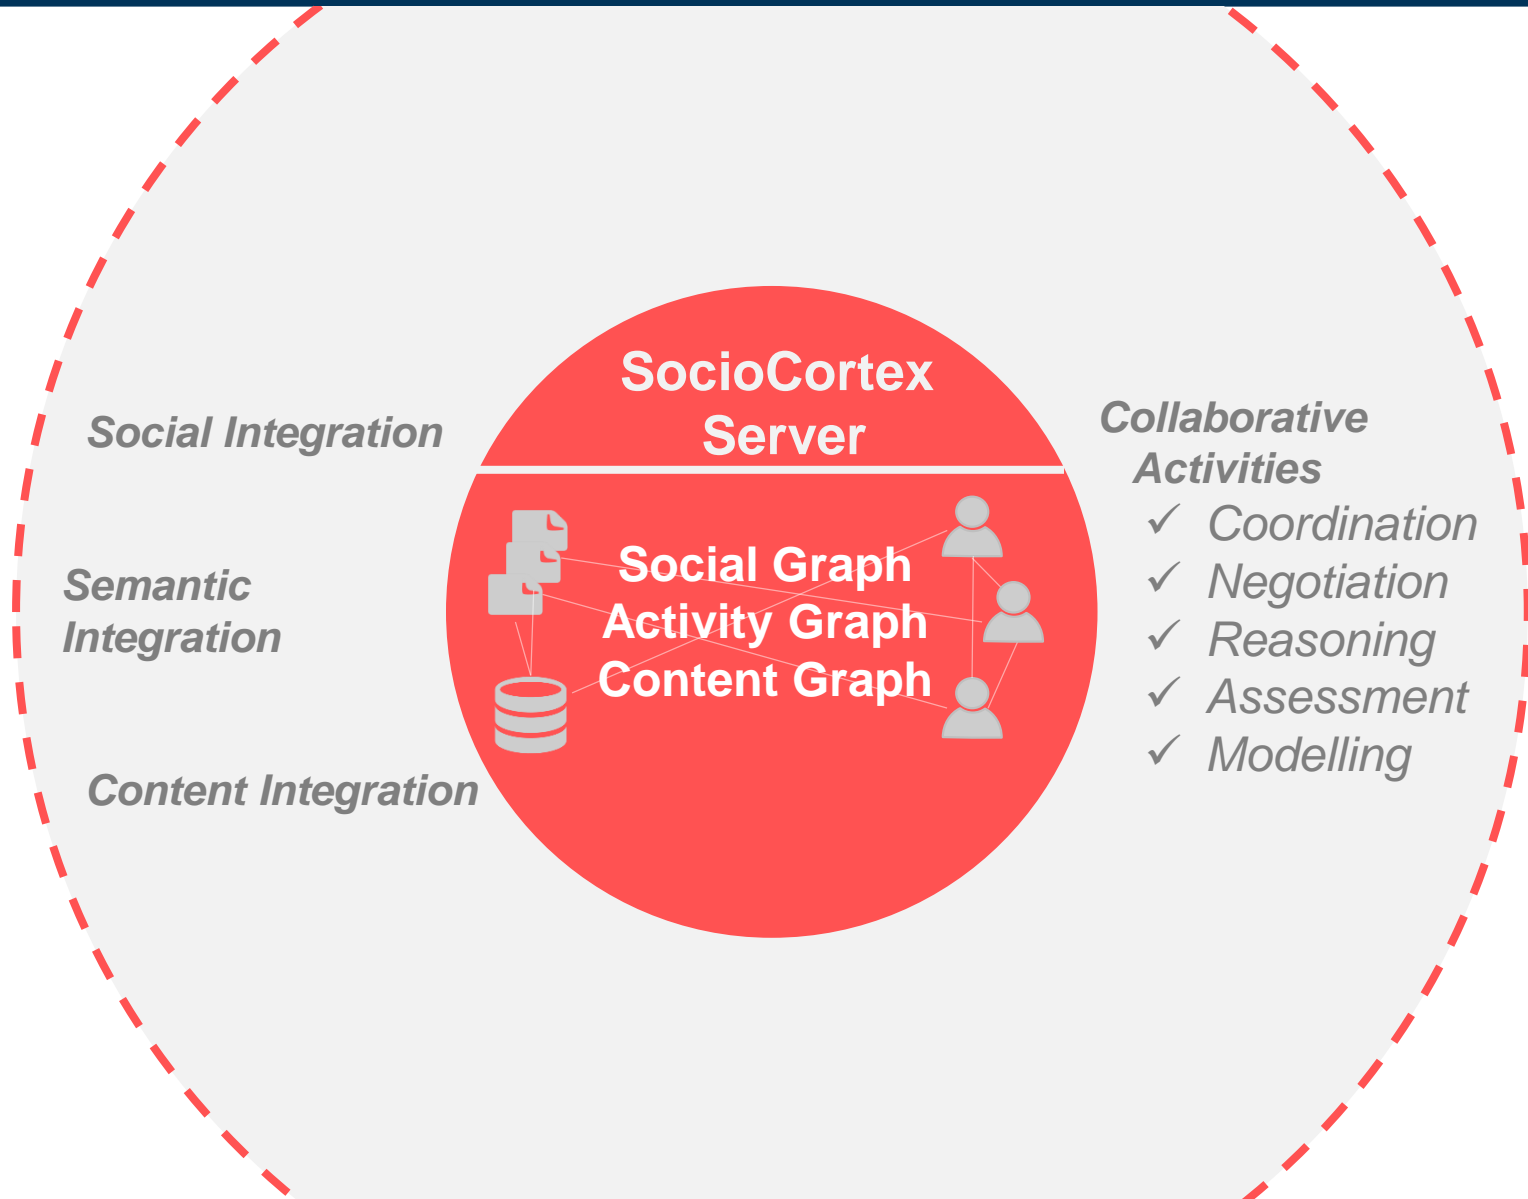 SocioCortex
Server
Social Graph
Activity Graph
Content Graph
Social Integration
Semantic
Integration
Content Integration
Collaborative
Activities
✓ Coordination
✓ Negotiation
✓ Reasoning
✓ Assessment
✓ Modelling